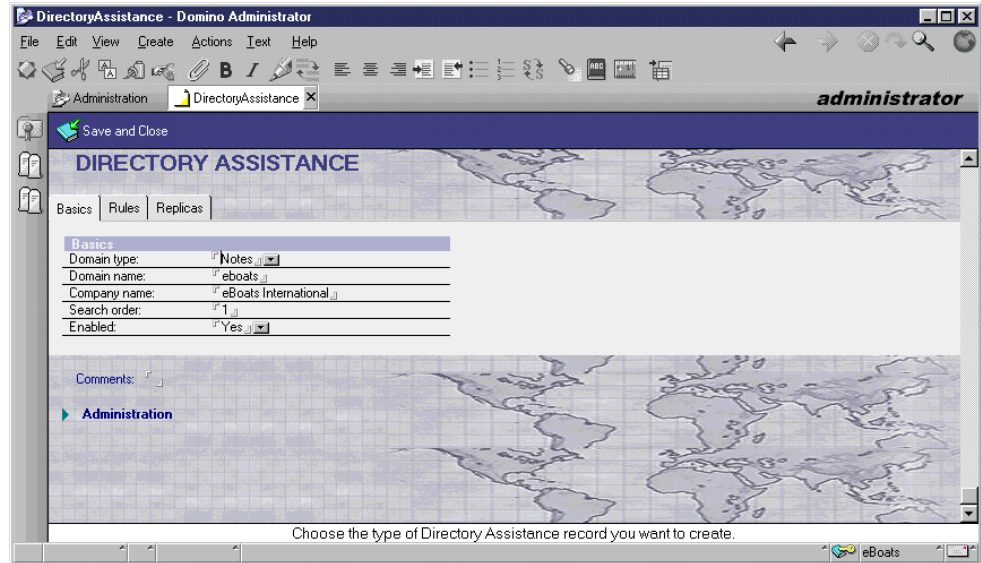 DirectoryAssistance - Domino Administrator
File Edit View Create Actions Text Help
Administration DirectoryAssistance administrator
Save and Close
DIRECTORY ASSISTANCE
Basics Rules Replicas
Basics
Domain type: Notes
Domain name: eboats
Company name: eBoats International
Search order: 1
Enabled: Yes
Comments:
Administration
Choose the type of Directory Assistance record you want to create.
eBoats